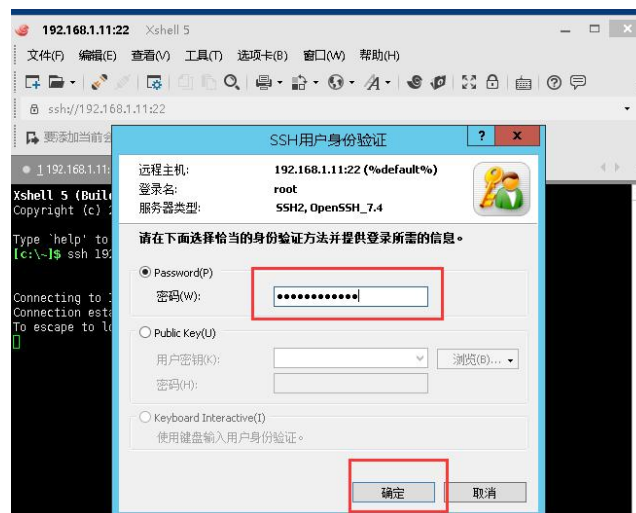 192.168.1.11:22 Xshell 5
文件(F) 编辑(E) 查看(V) 工具(T) 选项卡(B) 窗口(W) 帮助(H)
ssh://192.168.1.11:22
要添加当前会
1 192.168.1.11:
Xshell 5 (Buil
Copyright (c)
Type `help' to
[c:\~]$ ssh 192
Connecting to
Connection esta
To escape to lo
SSH用户身份验证
? x
远程主机: 192.168.1.11:22 (%default%)
登录名: root
服务器类型: SSH2, OpenSSH_7.4
请在下面选择恰当的身份验证方法并提供登录所需的信息。
Password(P)
密码(W): ●●●●●●●●●●●●
Public Key(U)
用户密钥(K): 浏览(B)...
密码(H):
Keyboard Interactive(I)
使用键盘输入用户身份验证。
确定 取消